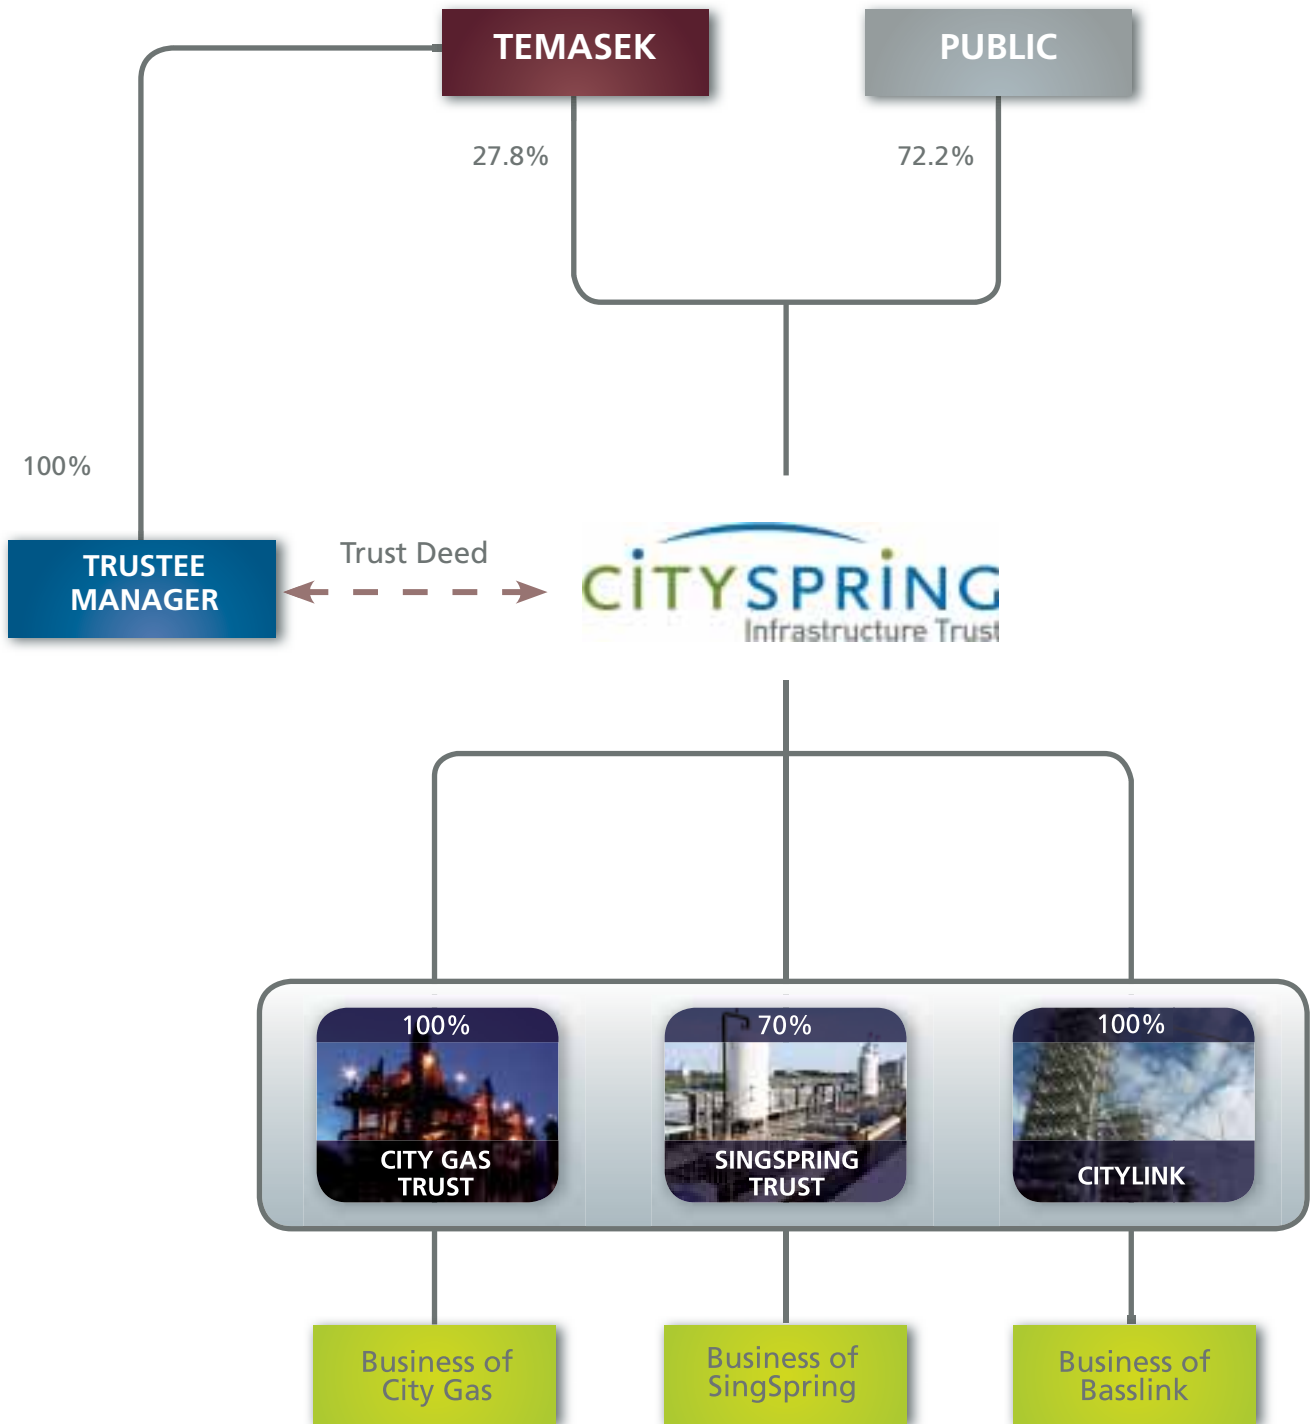 TEMASEK
PUBLIC
27.8%
72.2%
100%
TRUSTEE
MANAGER
Trust Deed
CiTYSPRiNG
Infrastructure Trust
100%
70%
100%
CITY GAS
TRUST
SINGSPRING
TRUST
CITYLINK
Business of
City Gas
Business of
SingSpring
Business of
Basslink